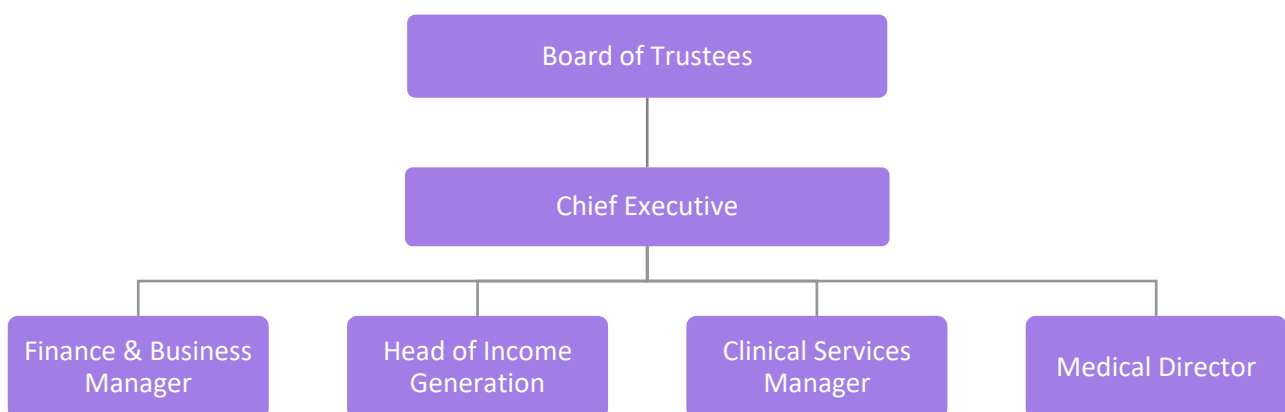 Board of Trustees
Chief Executive
Finance & Business
Manager
Head of Income
Generation
Clinical Services
Manager
Medical Director